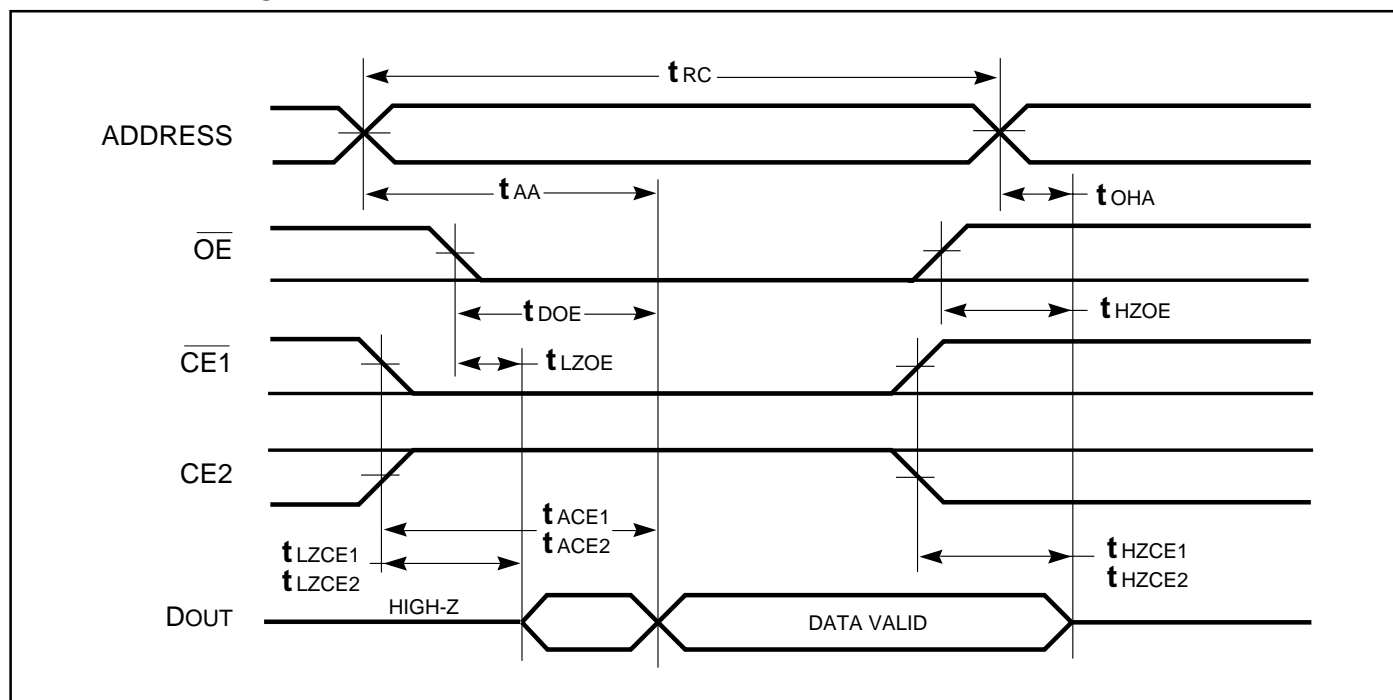 tRC
ADDRESS
tAA
tOHA
OE
tDOE
tHZOE
CE1
tLZOE
CE2
tACE1
tACE2
tLZCE1
tLZCE2
tHZCE1
tHZCE2
DOUT
HIGH-Z
DATA VALID